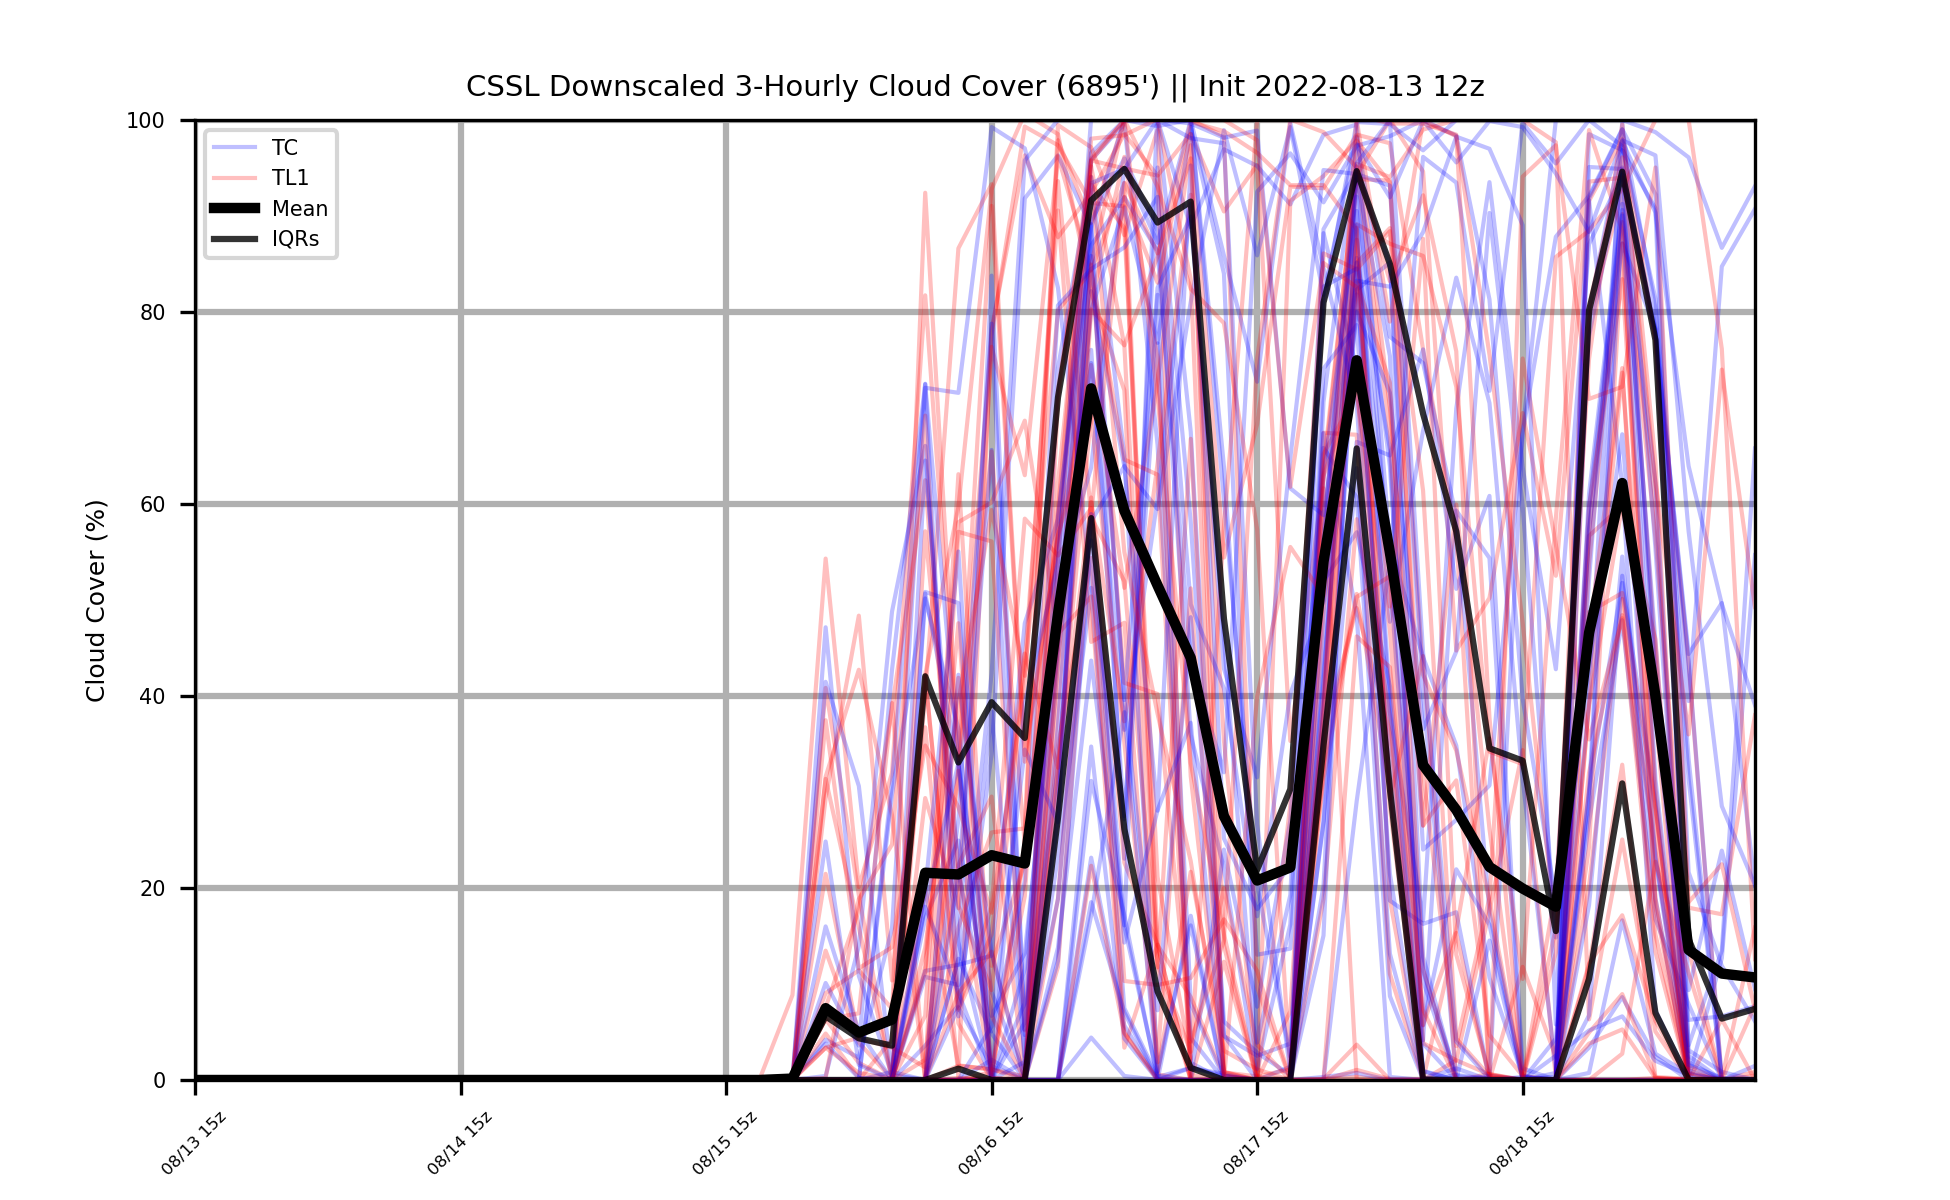 CSSL Downscaled 3-Hourly Cloud Cover (6895') || Init 2022-08-13 12z
Cloud Cover (%)
100
80
60
40
20
0
TC
TL1
Mean
IQRs
08/13 15z
08/14 15z
08/15 15z
08/16 15z
08/17 15z
08/18 15z